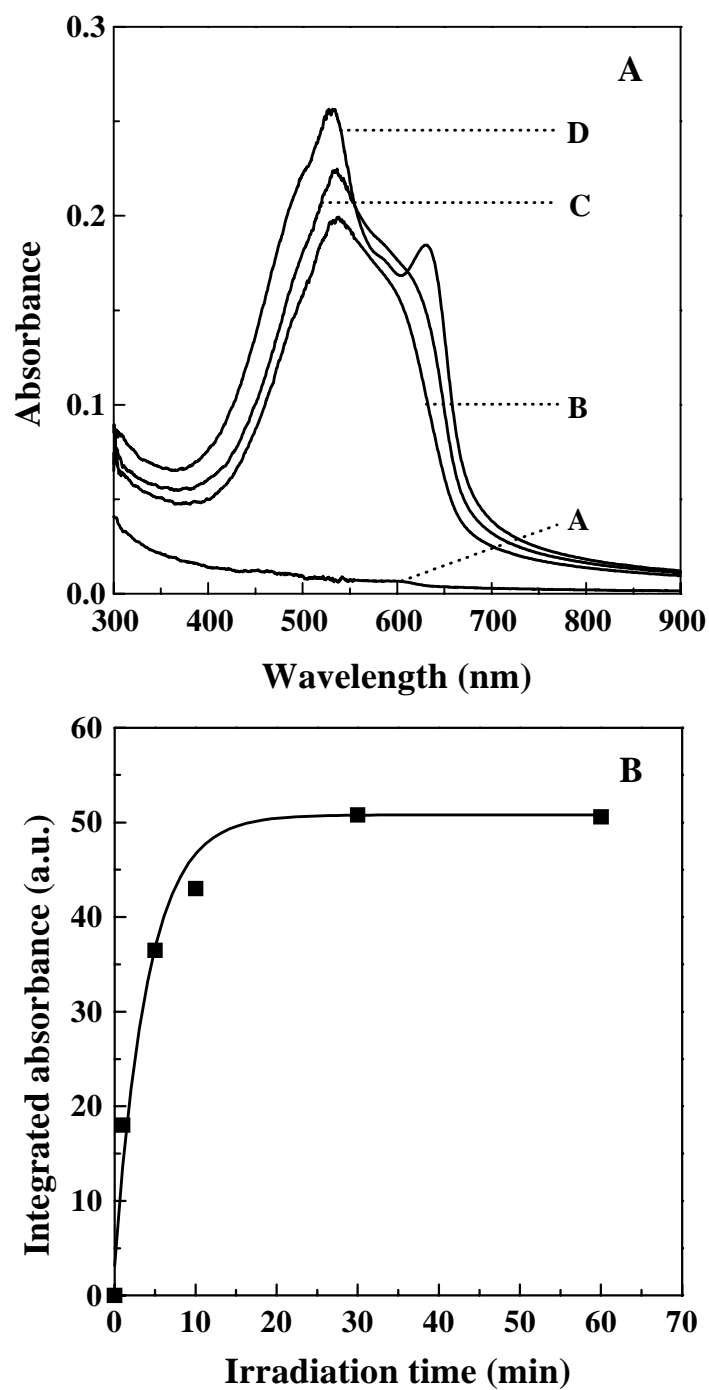 0.3
A
D
C
0.2
Absorbance
0.1
B
A
0.0
300 400 500 600 700 800 900
Wavelength (nm)
60
B
50
40
30
20
10
0
Integrated absorbance (a.u.)
0 10 20 30 40 50 60 70
Irradiation time (min)